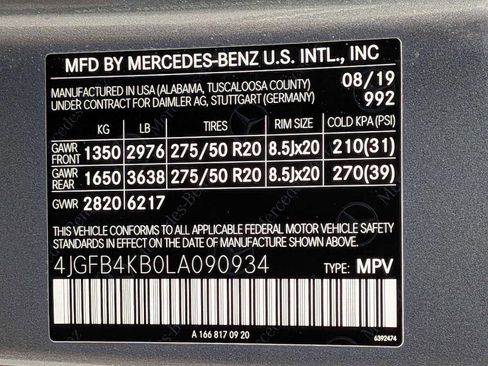 MFD BY MERCEDES-BENZ U.S. INTL., INC
MANUFACTURED IN USA (ALABAMA, TUSCALOOSA COUNTY) 08/19
UNDER CONTRACT FOR DAIMLER AG, STUTTGART (GERMANY) 992
KG LB TIRES RIM SIZE COLD KPA (PSI)
GAWR FRONT 1350 2976 275/50 R20 8.5Jx20 210(31)
GAWR REAR 1650 3638 275/50 R20 8.5Jx20 270(39)
GVWR 2820 6217
THIS VEHICLE CONFORMS TO ALL APPLICABLE FEDERAL MOTOR VEHICLE SAFETY
STANDARDS IN EFFECT ON THE DATE OF MANUFACTURE SHOWN ABOVE.
4JGFB4KB0LA090934 TYPE: MPV
A 166 817 09 20
6392474